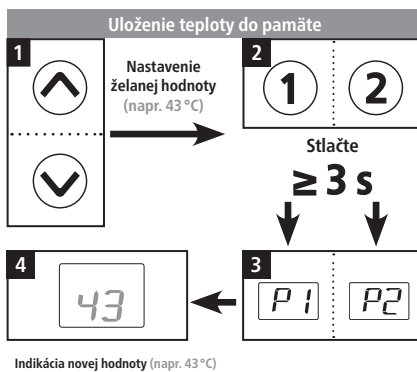 Uloženie teploty do pamäte
1
Nastavenie
želanej hodnoty
(napr. 43 °C)
2
1 2
Stlačte
≥ 3 s
3
P1 P2
4
43
Indikácia novej hodnoty (napr. 43 °C)